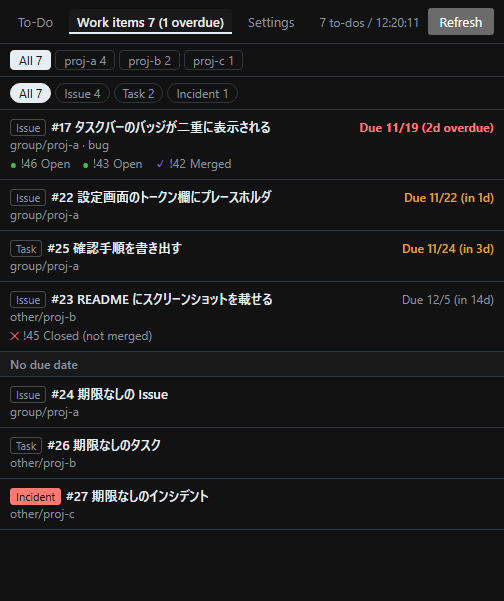 To-Do Work items 7 (1 overdue) Settings 7 to-dos / 12:20:11 Refresh
All 7 proj-a 4 proj-b 2 proj-c 1
All 7 Issue 4 Task 2 Incident 1
Issue #17 タスクバーのバッジが二重に表示される Due 11/19 (2d overdue)
group/proj-a · bug
● !46 Open ● !43 Open ✓ !42 Merged
Issue #22 設定画面のトークン欄にプレースホルダ Due 11/22 (in 1d)
group/proj-a
Task #25 確認手順を書き出す Due 11/24 (in 3d)
group/proj-a
Issue #23 README にスクリーンショットを載せる Due 12/5 (in 14d)
other/proj-b
✕ !45 Closed (not merged)
No due date
Issue #24 期限なしの Issue
group/proj-a
Task #26 期限なしのタスク
other/proj-b
Incident #27 期限なしのインシデント
other/proj-c